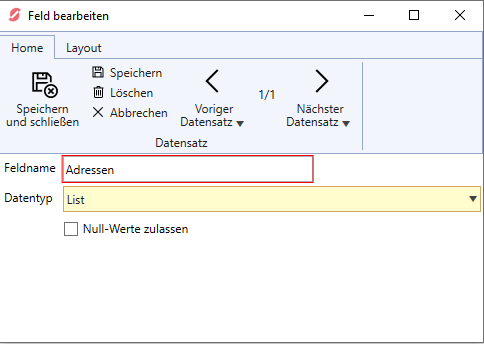 Feld bearbeiten
Home Layout
Speichern und schließen
Speichern
Löschen
Abbrechen
Voriger Datensatz
1/1
Nächster Datensatz
Datensatz
Feldname Adressen
Datentyp List
Null-Werte zulassen